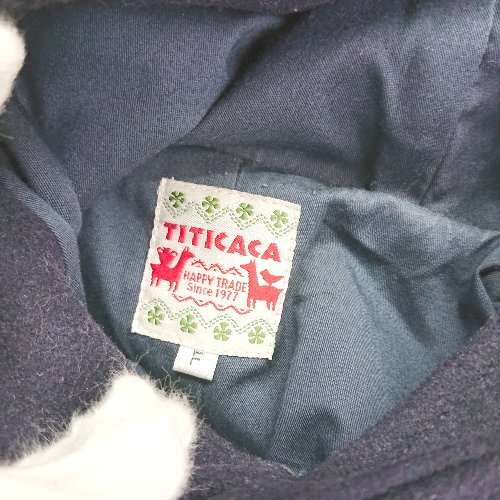 TITICACA
HAPPY TRADE
Since 1977
F